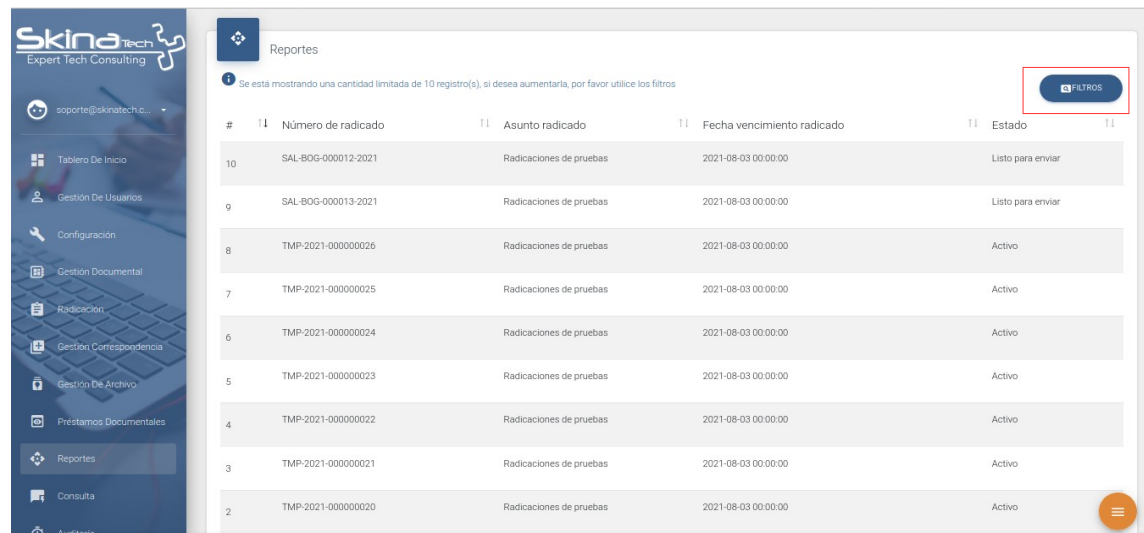 Skina Tech
Expert Tech Consulting
soporte@skinatech.c...
Tablero De Inicio
Gestión De Usuarios
Configuración
Gestión Documental
Radicación
Gestión Correspondencia
Gestión De Archivo
Préstamos Documentales
Reportes
Consulta
Auditoria
Reportes
Se está mostrando una cantidad limitada de 10 registro(s), si desea aumentarla, por favor utilice los filtros
FILTROS
# Número de radicado Asunto radicado Fecha vencimiento radicado Estado
10 SAL-BOG-000012-2021 Radicaciones de pruebas 2021-08-03 00:00:00 Listo para enviar
9 SAL-BOG-000013-2021 Radicaciones de pruebas 2021-08-03 00:00:00 Listo para enviar
8 TMP-2021-000000026 Radicaciones de pruebas 2021-08-03 00:00:00 Activo
7 TMP-2021-000000025 Radicaciones de pruebas 2021-08-03 00:00:00 Activo
6 TMP-2021-000000024 Radicaciones de pruebas 2021-08-03 00:00:00 Activo
5 TMP-2021-000000023 Radicaciones de pruebas 2021-08-03 00:00:00 Activo
4 TMP-2021-000000022 Radicaciones de pruebas 2021-08-03 00:00:00 Activo
3 TMP-2021-000000021 Radicaciones de pruebas 2021-08-03 00:00:00 Activo
2 TMP-2021-000000020 Radicaciones de pruebas 2021-08-03 00:00:00 Activo